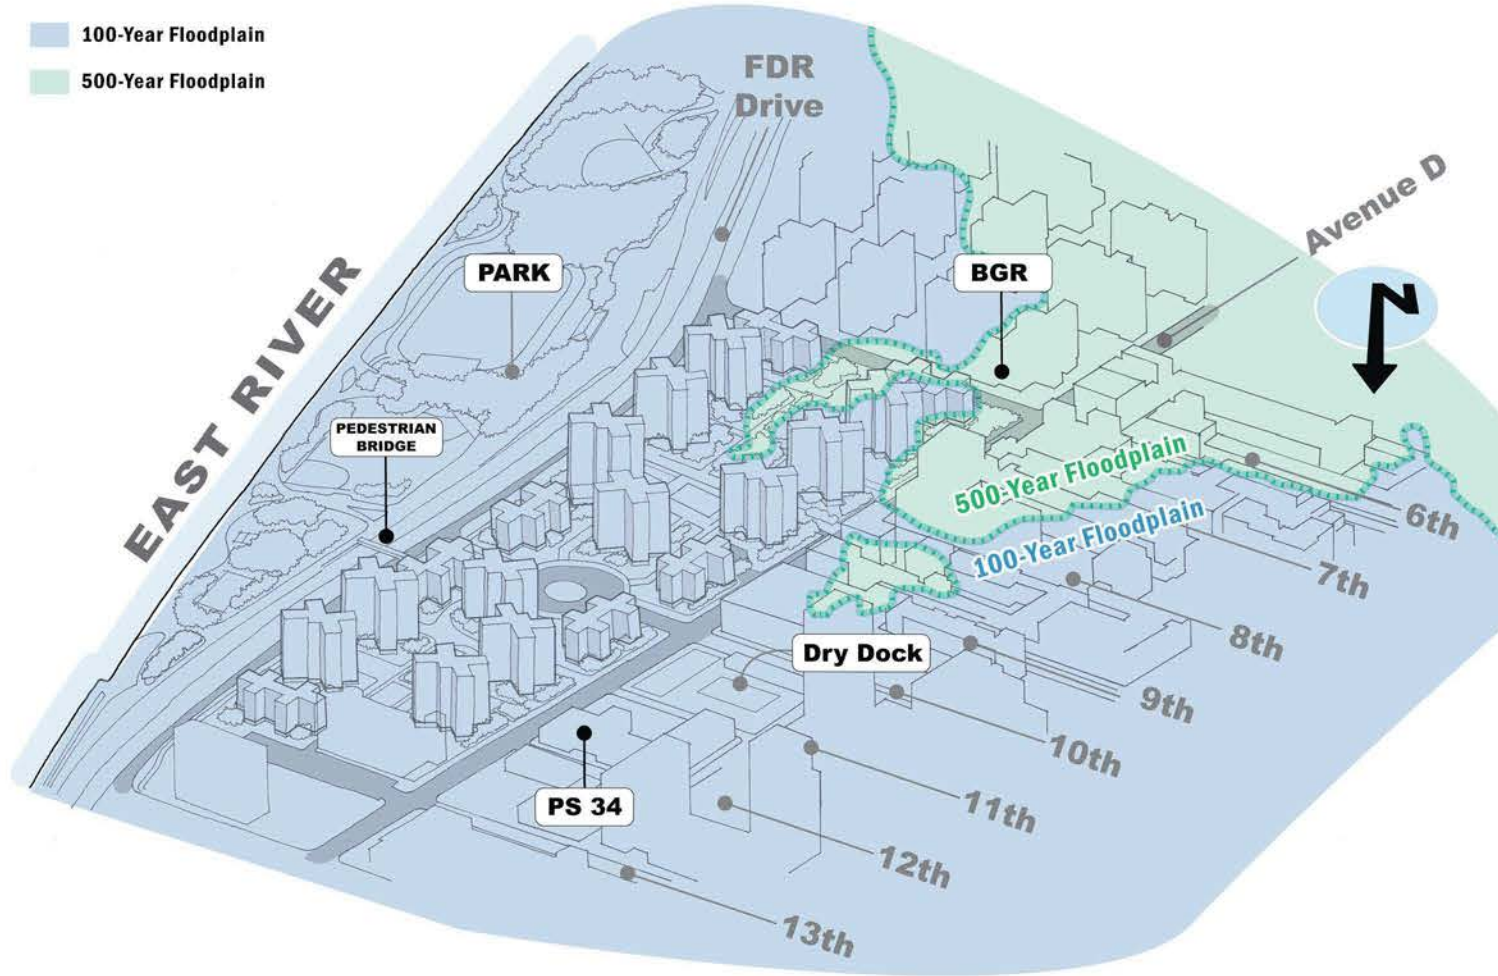 100-Year Floodplain
500-Year Floodplain
FDR
Drive
Avenue D
PARK
BGR
EAST RIVER
PEDESTRIAN
BRIDGE
500-Year Floodplain
100-Year Floodplain
6th
7th
8th
Dry Dock
9th
10th
PS 34
11th
12th
13th
N